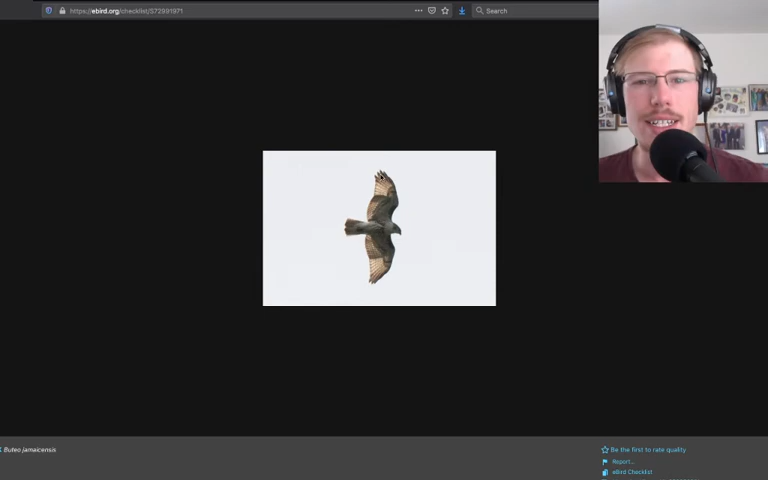 https://ebird.org/checklist/S72991971
Search
Buteo jamaicensis
Be the first to rate quality
Report...
eBird Checklist